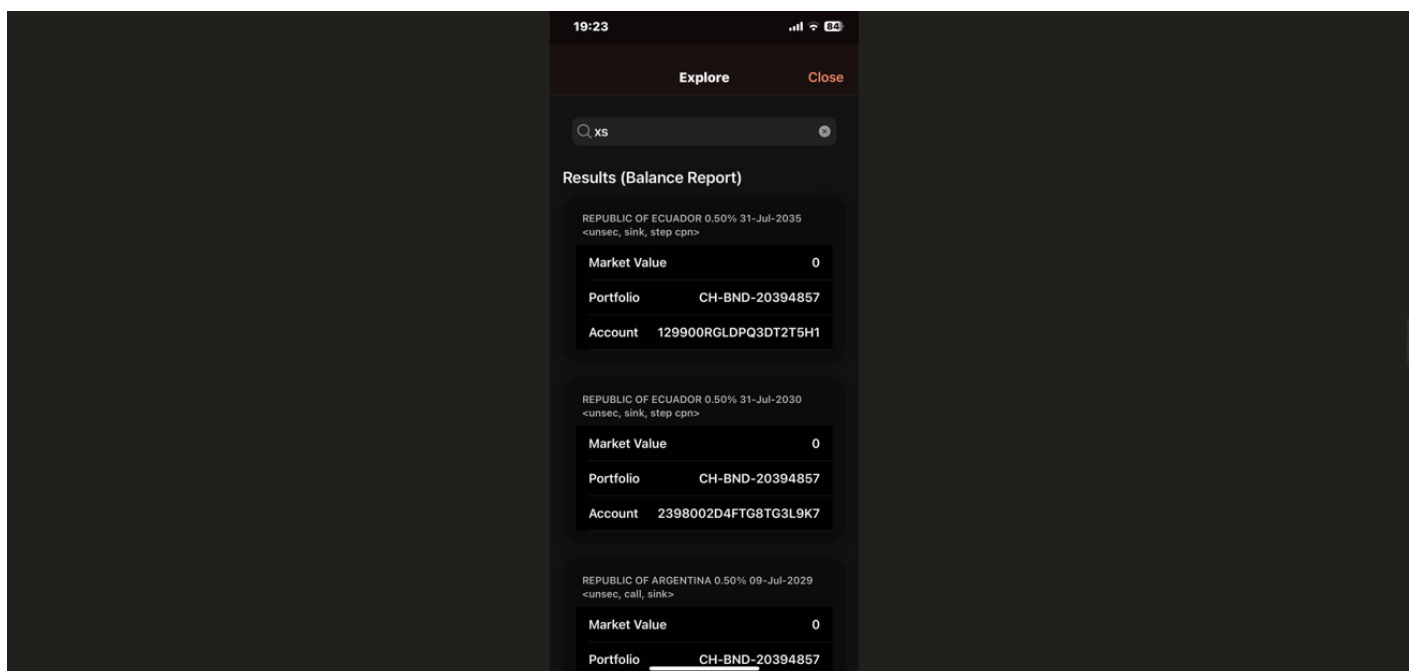 19:23 84
Explore Close
xs
Results (Balance Report)
REPUBLIC OF ECUADOR 0.50% 31-Jul-2035
<unsec, sink, step cpn>
Market Value 0
Portfolio CH-BND-20394857
Account 129900RGLDPQ3DT2T5H1
REPUBLIC OF ECUADOR 0.50% 31-Jul-2030
<unsec, sink, step cpn>
Market Value 0
Portfolio CH-BND-20394857
Account 2398002D4FTG8TG3L9K7
REPUBLIC OF ARGENTINA 0.50% 09-Jul-2029
<unsec, call, sink>
Market Value 0
Portfolio CH-BND-20394857